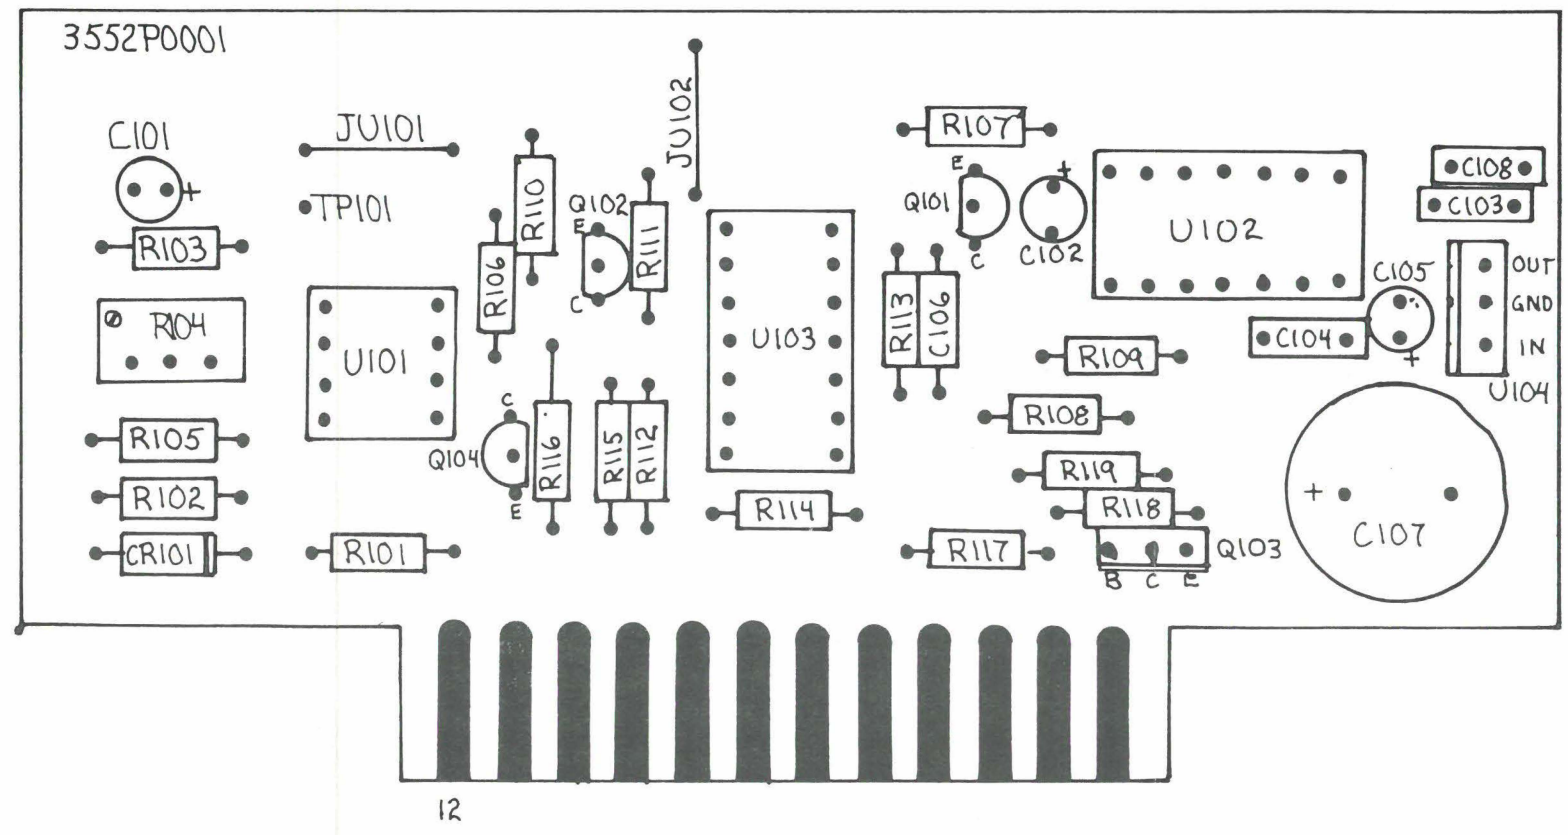 3552P0001
C101
+
JU101
TP101
R103
R104
U101
R105
R102
CR101
R101
R110
R106
Q102
E
C
R111
JU102
C
Q104
E
R116
R115
R112
U103
R114
R107
E
Q101
C
+
C102
R113
C106
U102
C108
C103
OUT
GND
IN
U104
C105
+
C104
R109
R108
R119
R118
R117
Q103
B C E
+
C107
12